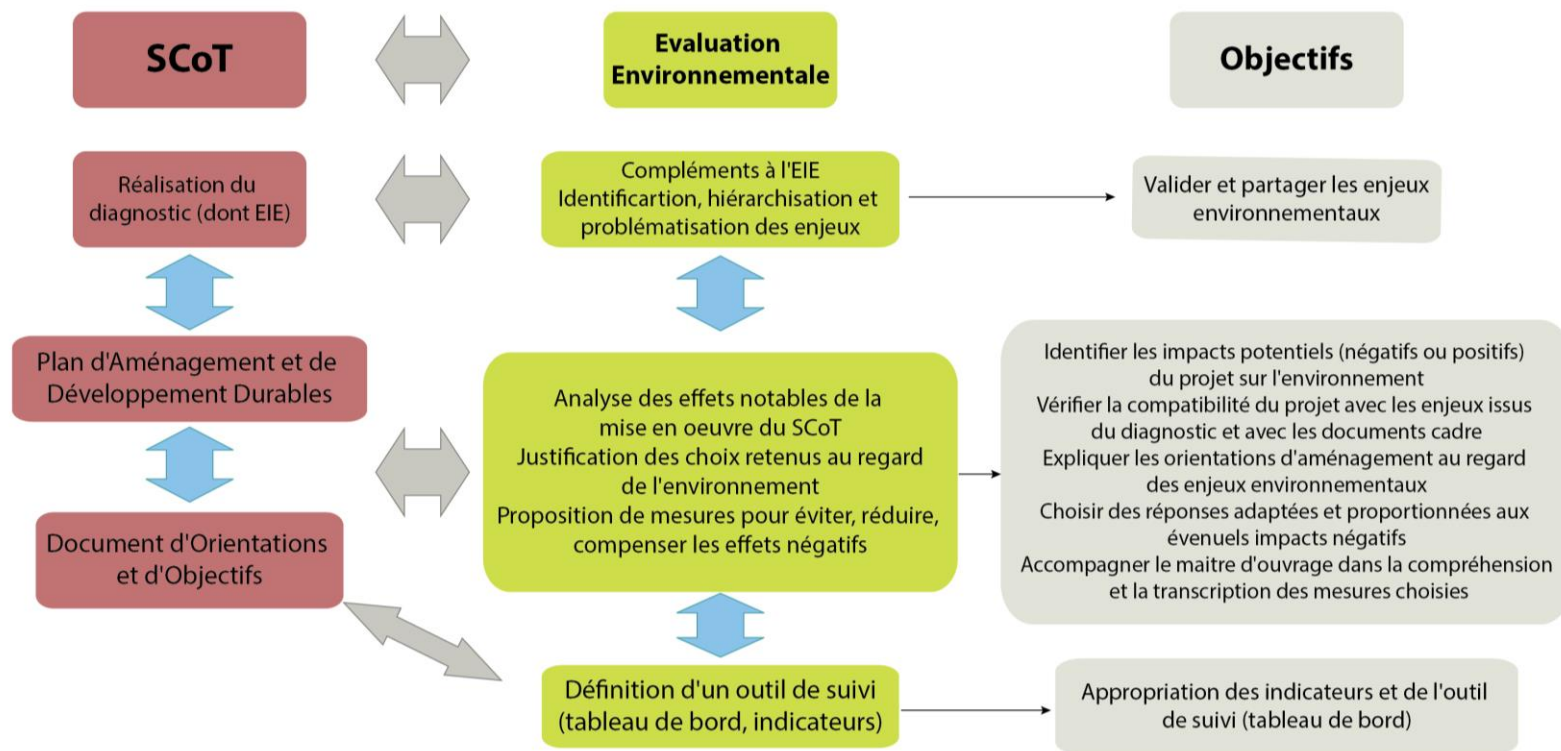 SCoT
Evaluation
Environnementale
Objectifs
Réalisation du
diagnostic (dont EIE)
Compléments à l'EIE
Identificartion, hiérarchisation et
problématisation des enjeux
Valider et partager les enjeux
environnementaux
Plan d'Aménagement et de
Développement Durables
Analyse des effets notables de la
mise en oeuvre du SCoT
Justification des choix retenus au regard
de l'environnement
Proposition de mesures pour éviter, réduire,
compenser les effets négatifs
Identifier les impacts potentiels (négatifs ou positifs)
du projet sur l'environnement
Vérifier la compatibilité du projet avec les enjeux issus
du diagnostic et avec les documents cadre
Expliquer les orientations d'aménagement au regard
des enjeux environnementaux
Choisir des réponses adaptées et proportionnées aux
évenuels impacts négatifs
Accompagner le maitre d'ouvrage dans la compréhension
et la transcription des mesures choisies
Document d'Orientations
et d'Objectifs
Définition d'un outil de suivi
(tableau de bord, indicateurs)
Appropriation des indicateurs et de l'outil
de suivi (tableau de bord)